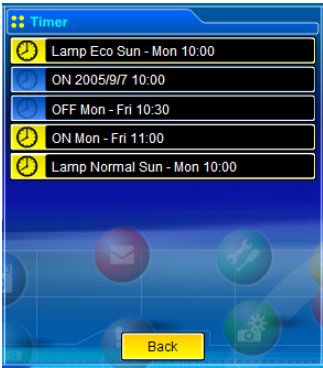 Timer
Lamp Eco Sun - Mon 10:00
ON 2005/9/7 10:00
OFF Mon - Fri 10:30
ON Mon - Fri 11:00
Lamp Normal Sun - Mon 10:00
Back